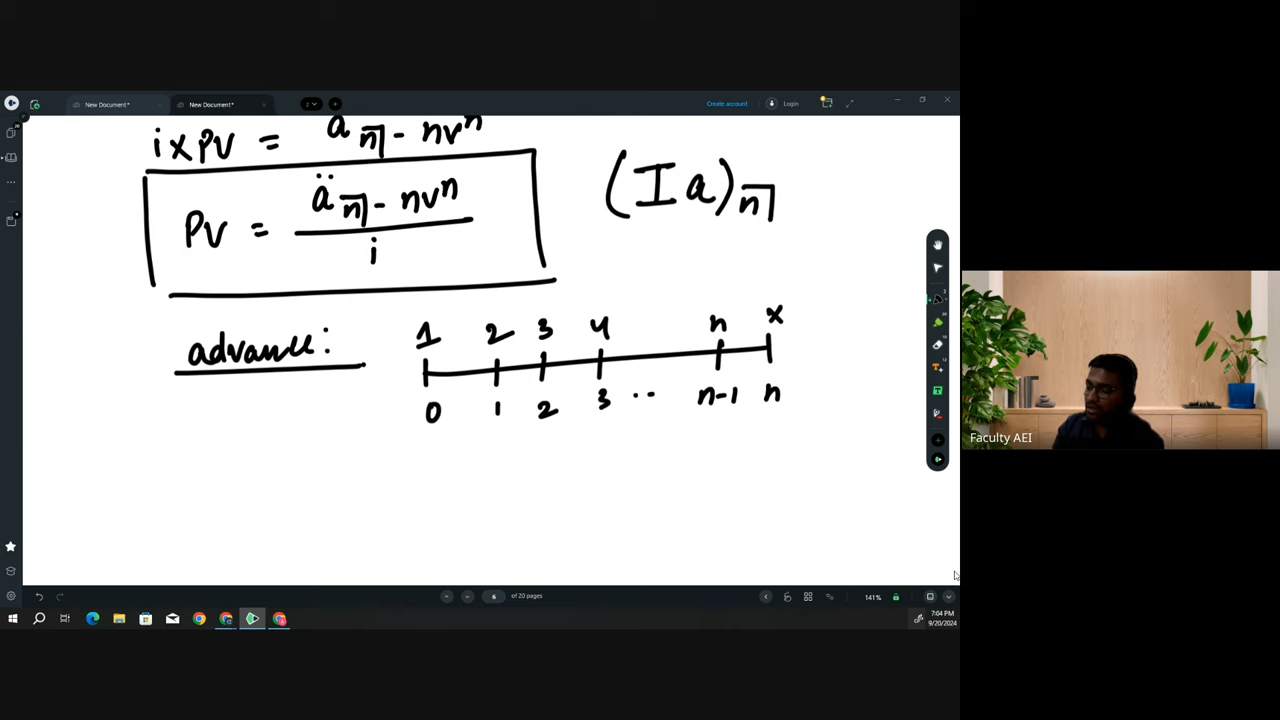 New Document*
New Document*
2
Create account
Login
i x PV = a n̅| - nvⁿ
PV = ä n̅| - nvⁿ
i
(Ia) n̅|
advance:
1 2 3 4 n x
0 1 2 3 .. n-1 n
Faculty AEI
6 of 20 pages
141%
7:04 PM
9/20/2024